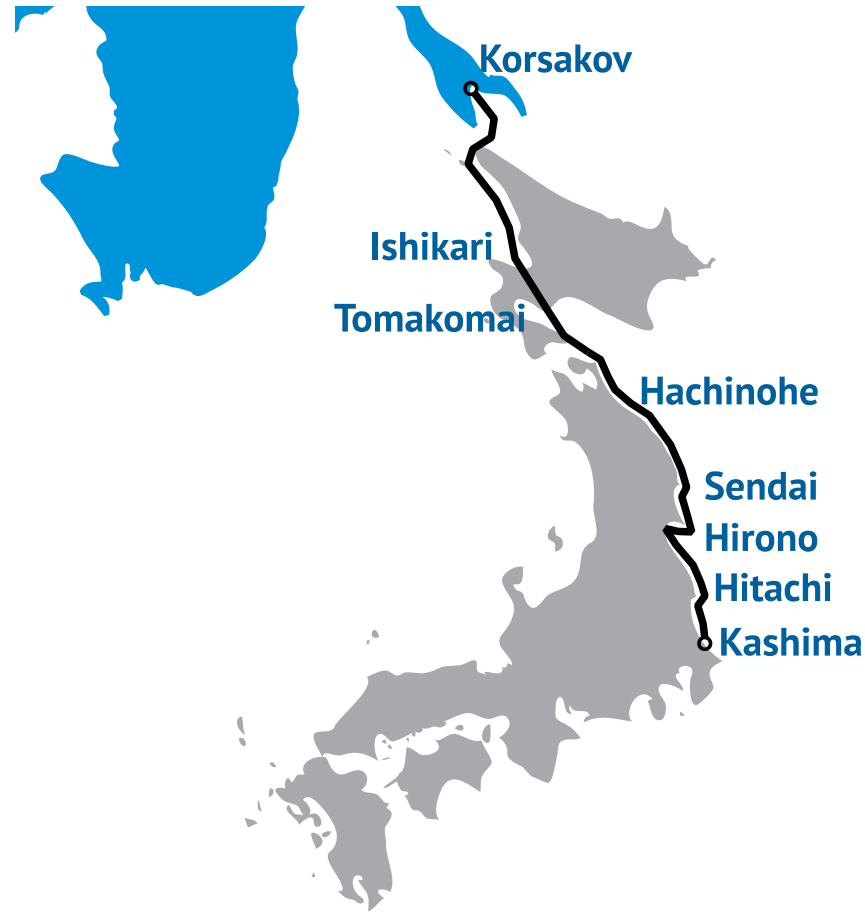 Korsakov
Ishikari
Tomakomai
Hachinohe
Sendai
Hirono
Hitachi
Kashima